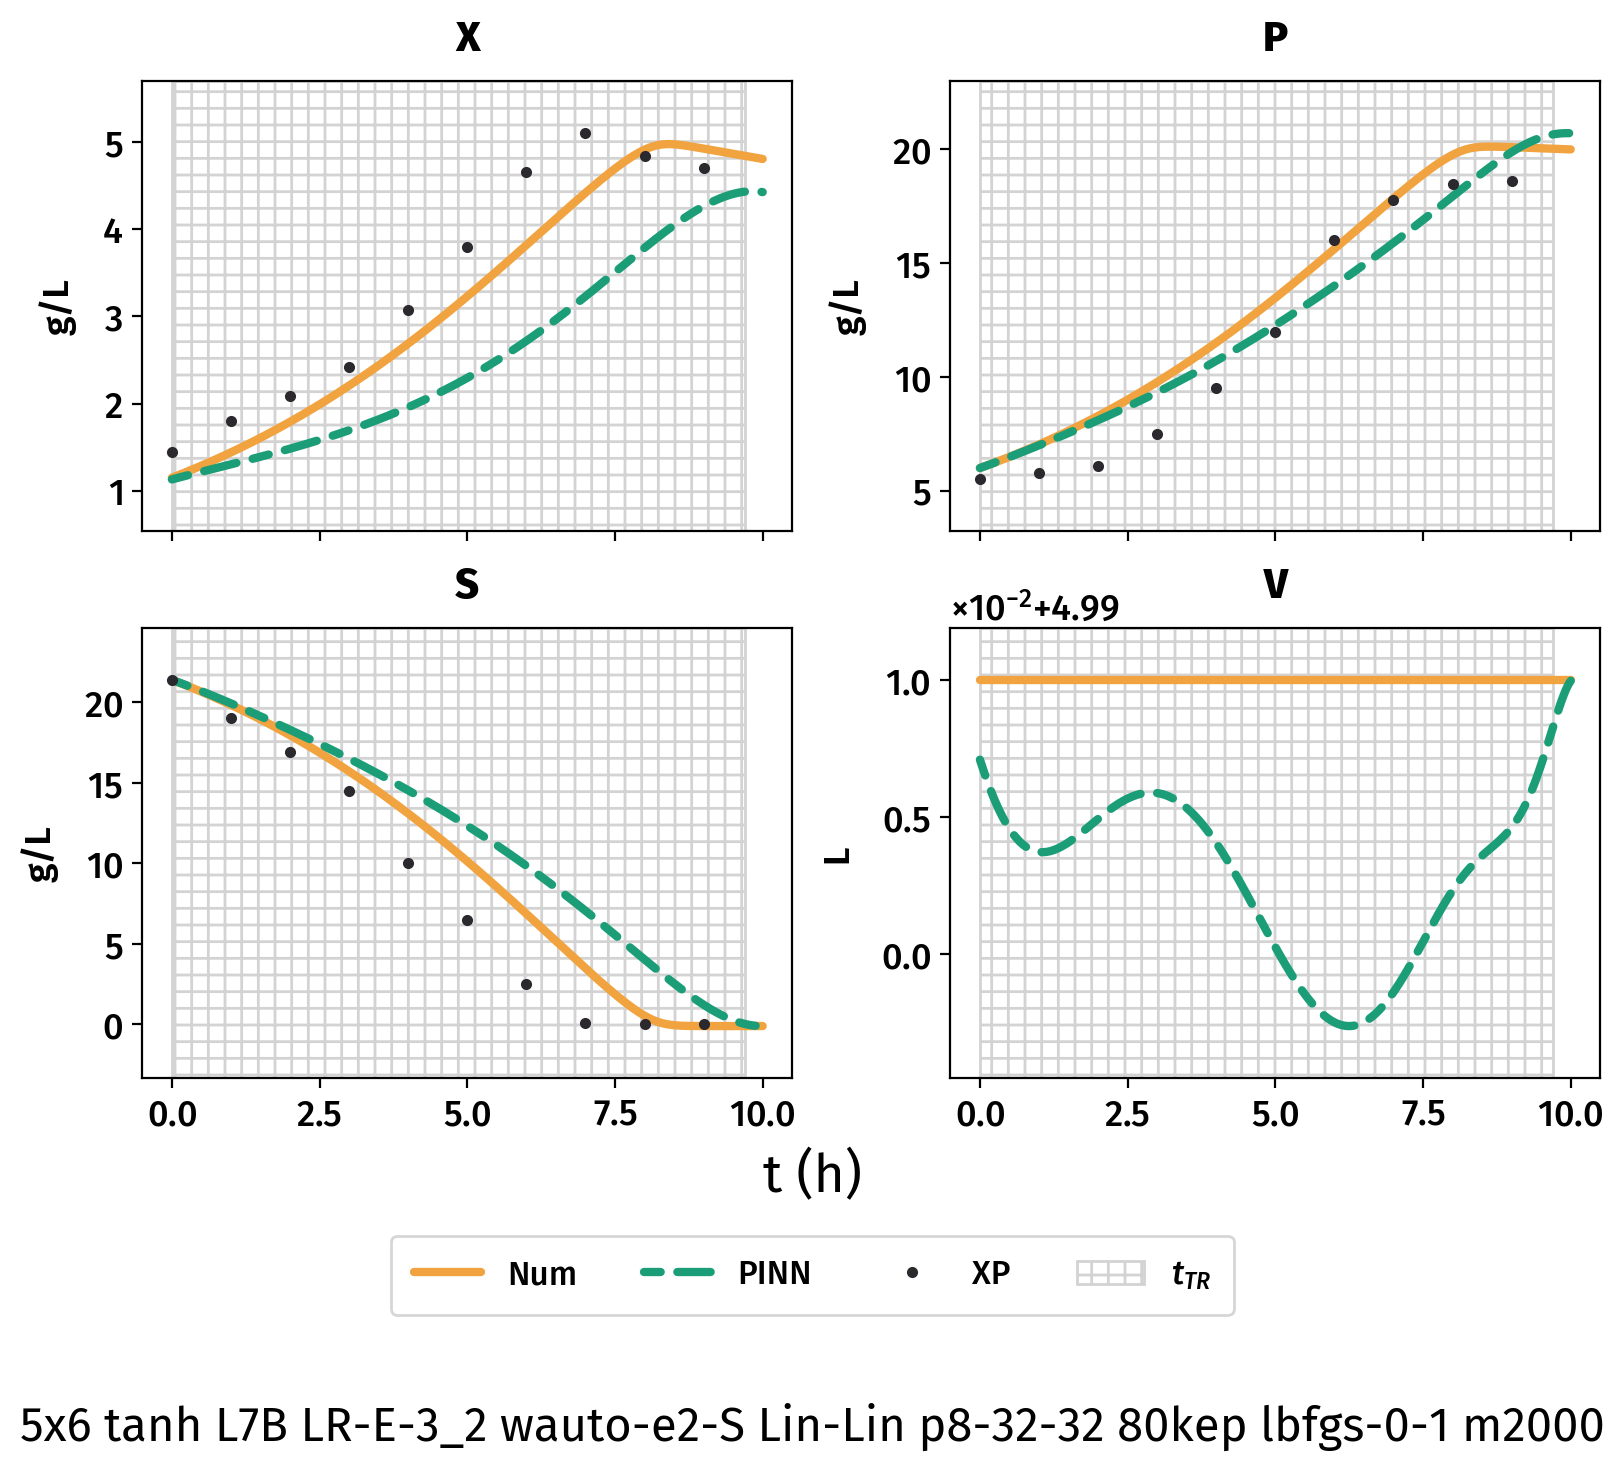 X
P
5
4
3
2
1
g/L
20
15
10
5
g/L
S
V
×10⁻²+4.99
20
15
10
5
0
g/L
1.0
0.5
0.0
L
0.0 2.5 5.0 7.5 10.0
0.0 2.5 5.0 7.5 10.0
t (h)
Num PINN XP t_TR
5x6 tanh L7B LR-E-3_2 wauto-e2-S Lin-Lin p8-32-32 80kep lbfgs-0-1 m2000